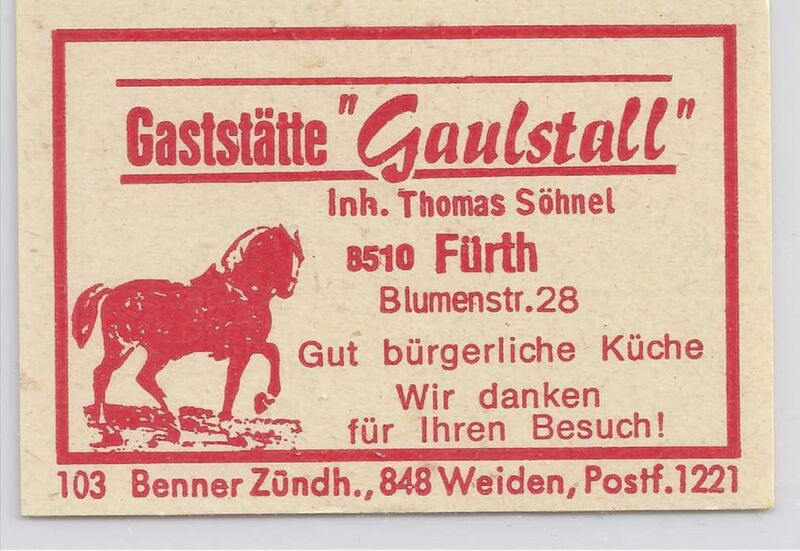 Gaststätte "Gaulstall"
Inh. Thomas Söhnel
8510 Fürth
Blumenstr.28
Gut bürgerliche Küche
Wir danken
für Ihren Besuch!
103 Benner Zündh., 848 Weiden, Postf.1221